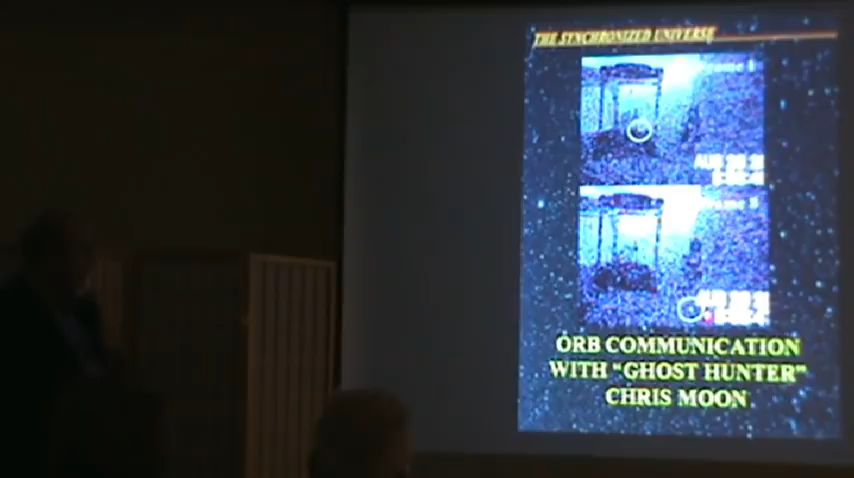 THE SYNCHRONIZED UNIVERSE
ORB COMMUNICATION
WITH "GHOST HUNTER"
CHRIS MOON